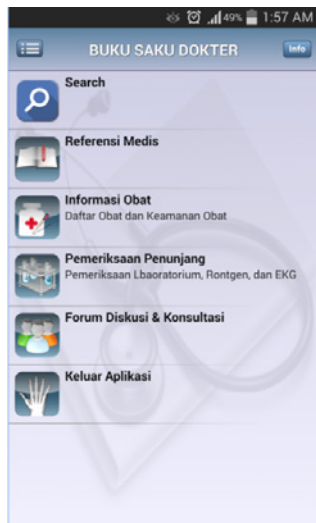 49% 1:57 AM
BUKU SAKU DOKTER Info
Search
Referensi Medis
Informasi Obat
Daftar Obat dan Keamanan Obat
Pemeriksaan Penunjang
Pemeriksaan Lbaoratorium, Rontgen, dan EKG
Forum Diskusi & Konsultasi
Keluar Aplikasi